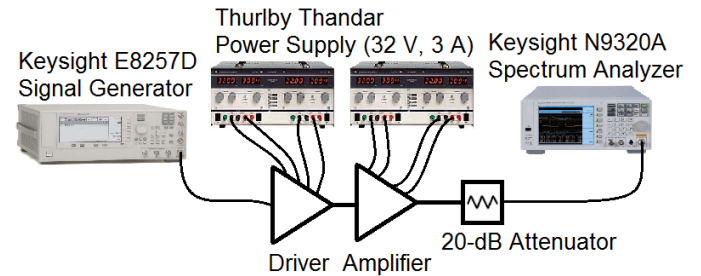 Thurlby Thandar
Power Supply (32 V, 3 A)
Keysight E8257D
Signal Generator
Keysight N9320A
Spectrum Analyzer
20-dB Attenuator
Driver Amplifier